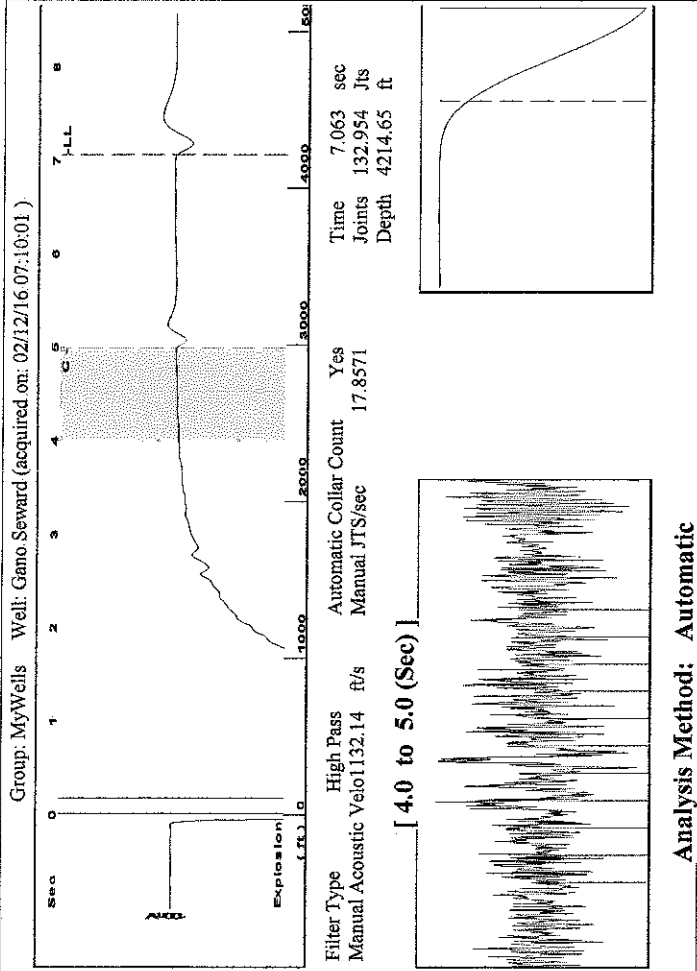 Group: MyWells Well: Gano Seward (acquired on: 02/12/16 07:10:01 )
Sec 0 1 2 3 4 5 6 7 8
C LL
Explosion
( ft ) 0 1000 2000 3000 4000 50
Filter Type High Pass Automatic Collar Count Yes Time 7.063 sec
Manual Acoustic Velo1132.14 ft/s Manual JTS/sec 17.8571 Joints 132.954 Jts
Depth 4214.65 ft
[ 4.0 to 5.0 (Sec) ]
Analysis Method: Automatic